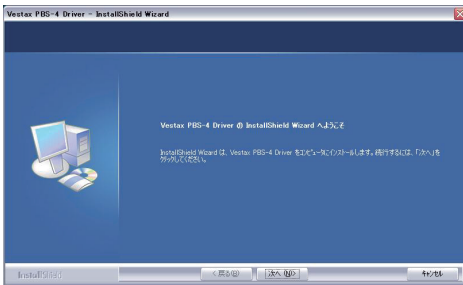 Vestax PBS-4 Driver - InstallShield Wizard
Vestax PBS-4 Driver の InstallShield Wizard へようこそ
InstallShield Wizard は、Vestax PBS-4 Driver をコンピュータにインストールします。続行するには、「次へ」を
クリックしてください。
InstallShield
< 戻る(B)
次へ(N)>
キャンセル